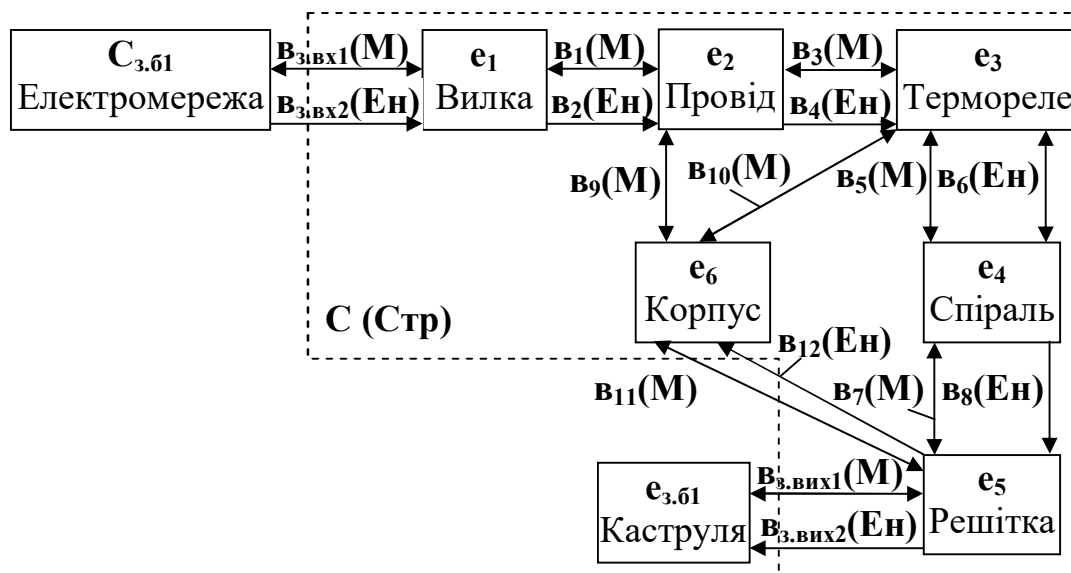 Сз.б1
Електромережа
вз.вх1(М)
вз.вх2(Ен)
е1
Вилка
в1(М)
в2(Ен)
е2
Провід
в3(М)
в4(Ен)
е3
Термореле
в9(М)
в10(М)
в5(М)
в6(Ен)
е6
Корпус
е4
Спіраль
С (Стр)
в12(Ен)
в11(М)
в7(М)
в8(Ен)
ез.б1
Каструля
вз.вих1(М)
вз.вих2(Ен)
е5
Решітка